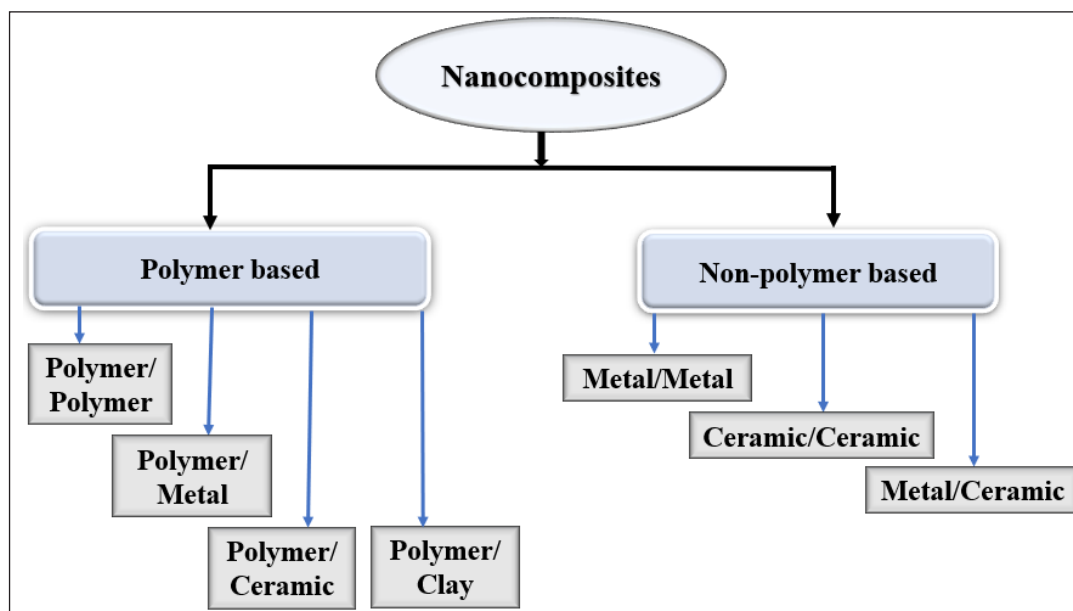 Nanocomposites
Polymer based
Non-polymer based
Polymer/
Polymer
Polymer/
Metal
Polymer/
Ceramic
Polymer/
Clay
Metal/Metal
Ceramic/Ceramic
Metal/Ceramic